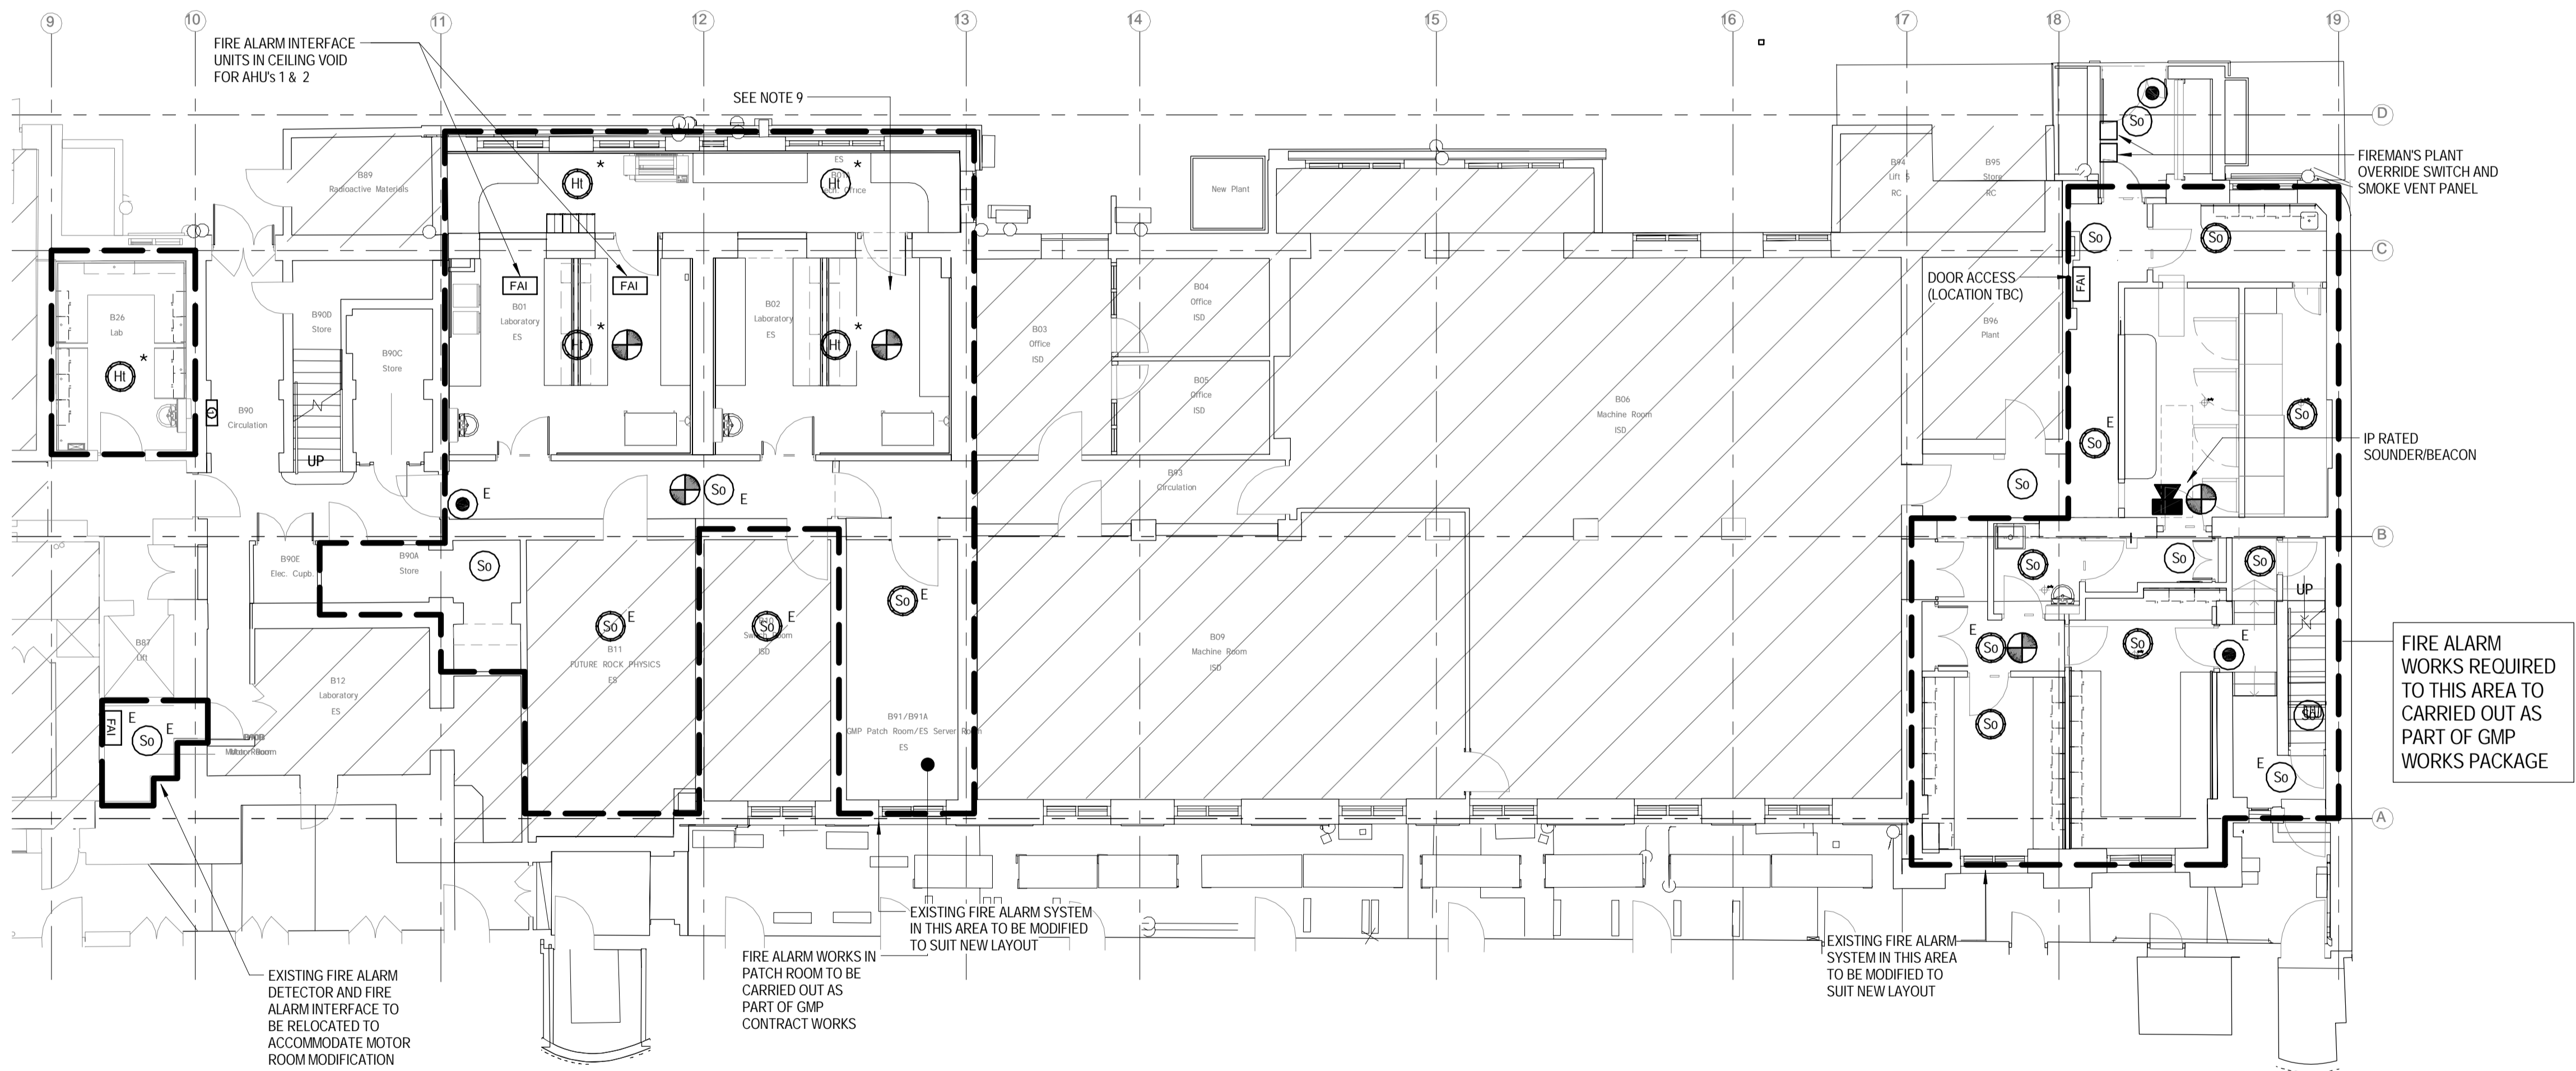 9
10
11
12
13
14
15
16
17
18
19
FIRE ALARM INTERFACE
UNITS IN CEILING VOID
FOR AHU's 1 & 2
SEE NOTE 9
D
So
FIREMAN'S PLANT
OVERRIDE SWITCH AND
SMOKE VENT PANEL
B89
Radioactive Materials
Ht
*
ES
Ht
*
New Plant
B94
Lift 5
RC
B95
Store
RC
So
So
C
DOOR ACCESS
(LOCATION TBC)
FAI
FAI
FAI
B01
Laboratory
ES
B02
Laboratory
ES
B03
Office
ISD
B04
Office
ISD
B05
Office
ISD
B06
Machine Room
ISD
B96
Plant
B26
Lab
Ht
*
B90D
Store
B90C
Store
B90
Circulation
UP
Ht
*
Ht
*
So
E
So
IP RATED
SOUNDER/BEACON
E
So
E
B93
Circulation
So
B
B90E
Elec. Cupb.
B90A
Store
So
So
So
So
UP
So
E
B11
FUTURE ROCK PHYSICS
ES
So
E
Switch Room
ISD
So
E
B09
Machine Room
ISD
E
So
So
E
B87
Lift
B12
Laboratory
ES
FAI
E
So
E
B91/B91A
GMP Patch Room/ES Server Room
ES
So
So
E
So
FIRE ALARM
WORKS REQUIRED
TO THIS AREA TO
CARRIED OUT AS
PART OF GMP
WORKS PACKAGE
A
EXISTING FIRE ALARM
DETECTOR AND FIRE
ALARM INTERFACE TO
BE RELOCATED TO
ACCOMMODATE MOTOR
ROOM MODIFICATION
FIRE ALARM WORKS IN
PATCH ROOM TO BE
CARRIED OUT AS
PART OF GMP
CONTRACT WORKS
EXISTING FIRE ALARM SYSTEM
IN THIS AREA TO BE MODIFIED
TO SUIT NEW LAYOUT
EXISTING FIRE ALARM
SYSTEM IN THIS AREA
TO BE MODIFIED TO
SUIT NEW LAYOUT